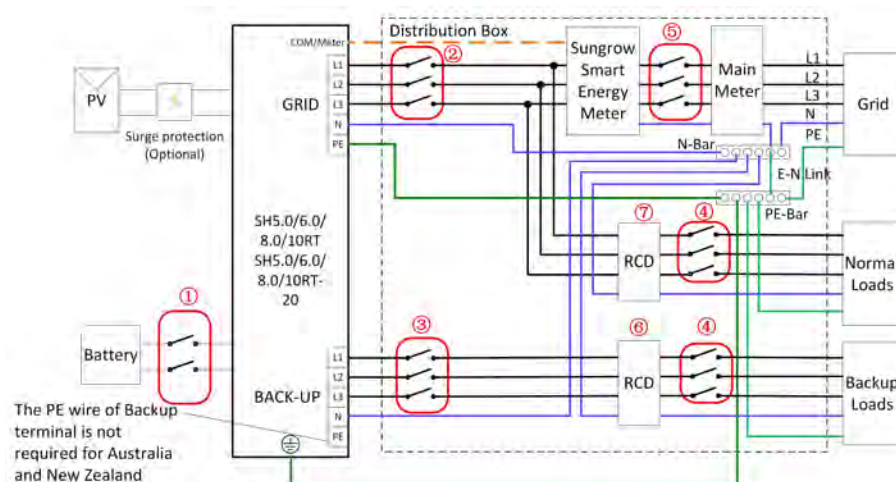 Distribution Box
COM/Meter
②
⑤
L1
L2
L3
N
PE
GRID
PV
Surge protection
(Optional)
Sungrow
Smart
Energy
Meter
Main
Meter
L1
L2
L3
N
PE
Grid
N-Bar
E-N Link
PE-Bar
SH5.0/6.0/
8.0/10RT
SH5.0/6.0/
8.0/10RT-
20
⑦
④
RCD
Norma
Loads
①
Battery
③
⑥
④
L1
L2
L3
N
PE
BACK-UP
RCD
Backup
Loads
The PE wire of Backup
terminal is not
required for Australia
and New Zealand